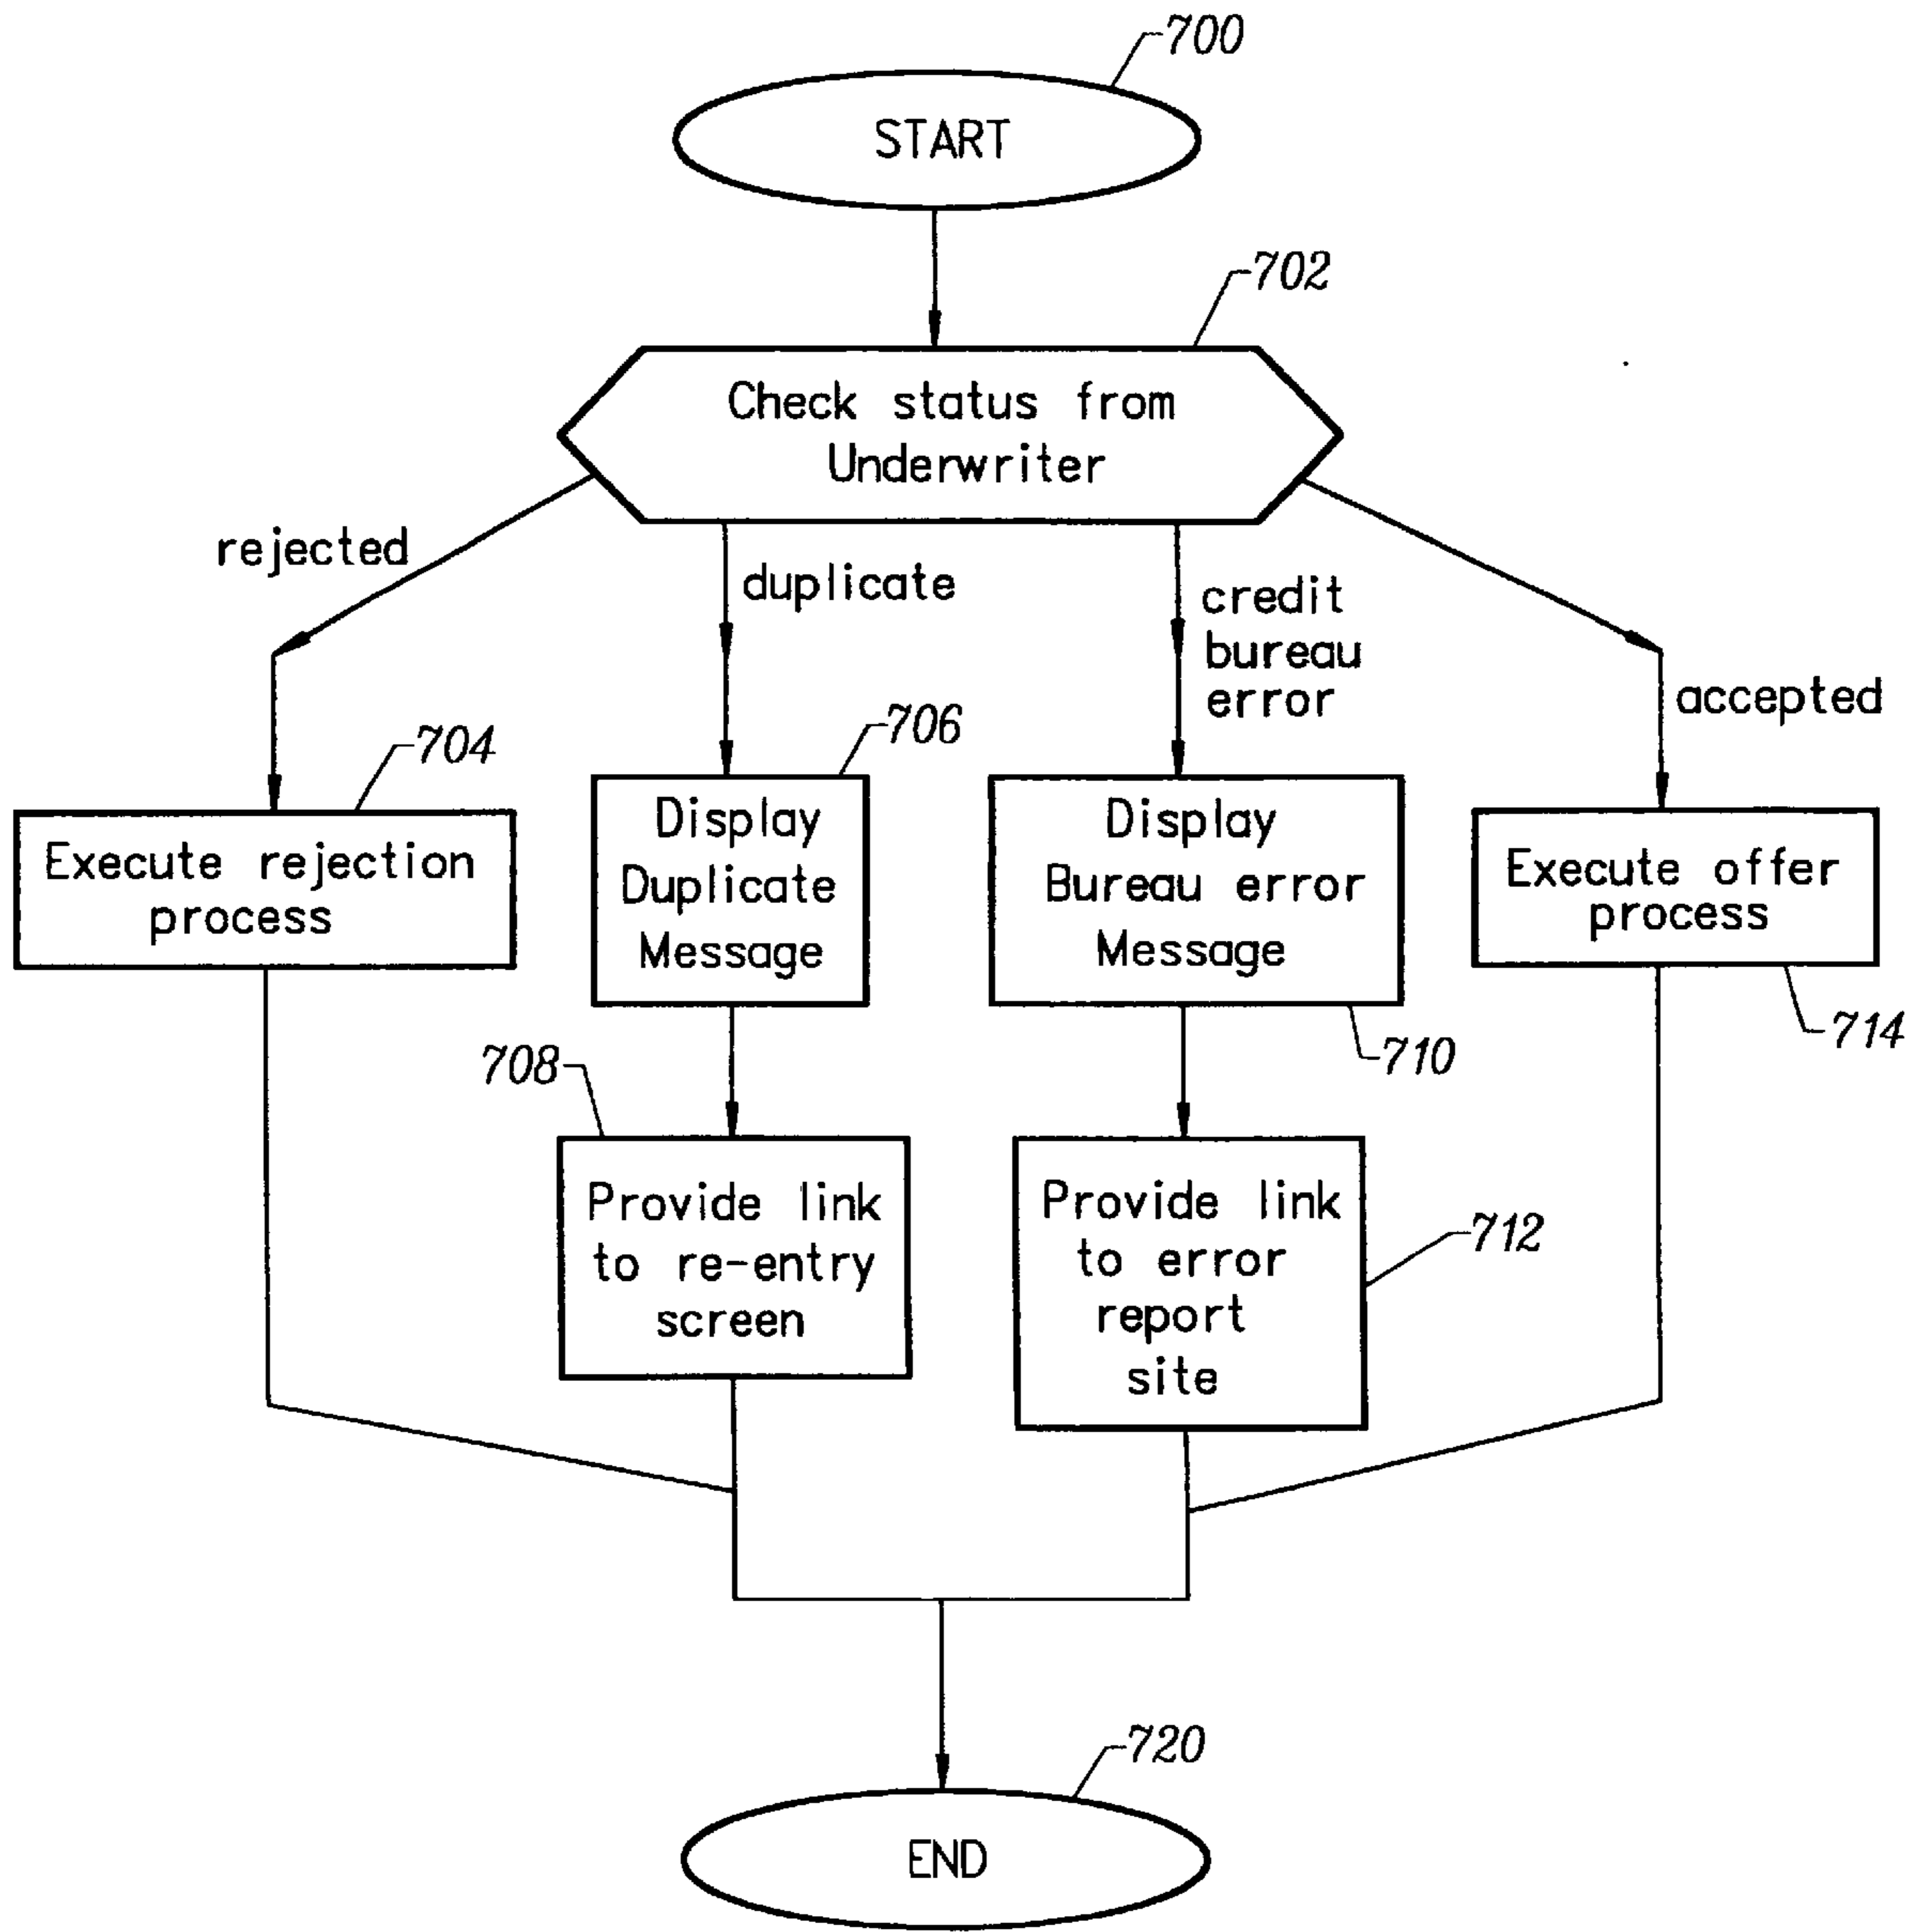 700
START
702
Check status from
Underwriter
rejected
duplicate
credit
bureau
error
accepted
704
Execute rejection
process
706
Display
Duplicate
Message
Display
Bureau error
Message
710
Execute offer
process
714
708
Provide link
to re-entry
screen
Provide link
to error
report
site
712
720
END